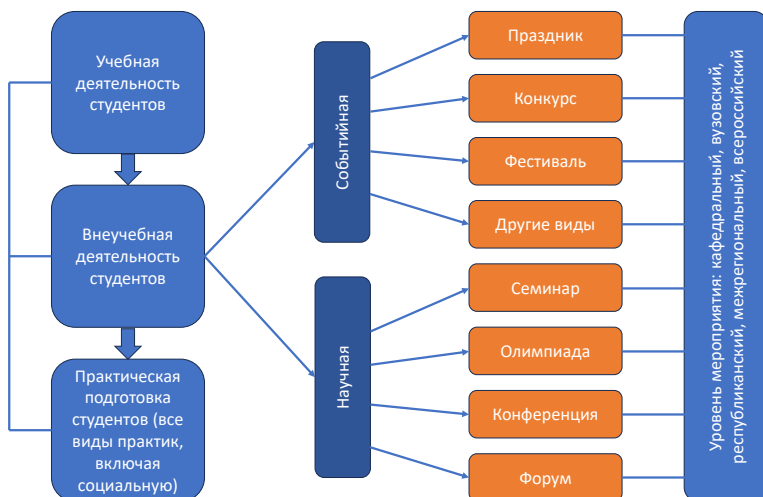 Учебная
деятельность
студентов
Внеучебная
деятельность
студентов
Практическая
подготовка
студентов (все
виды практик,
включая
социальную)
Событийная
Научная
Праздник
Конкурс
Фестиваль
Другие виды
Семинар
Олимпиада
Конференция
Форум
Уровень мероприятия: кафедральный, вузовский,
республиканский, межрегиональный, всероссийский